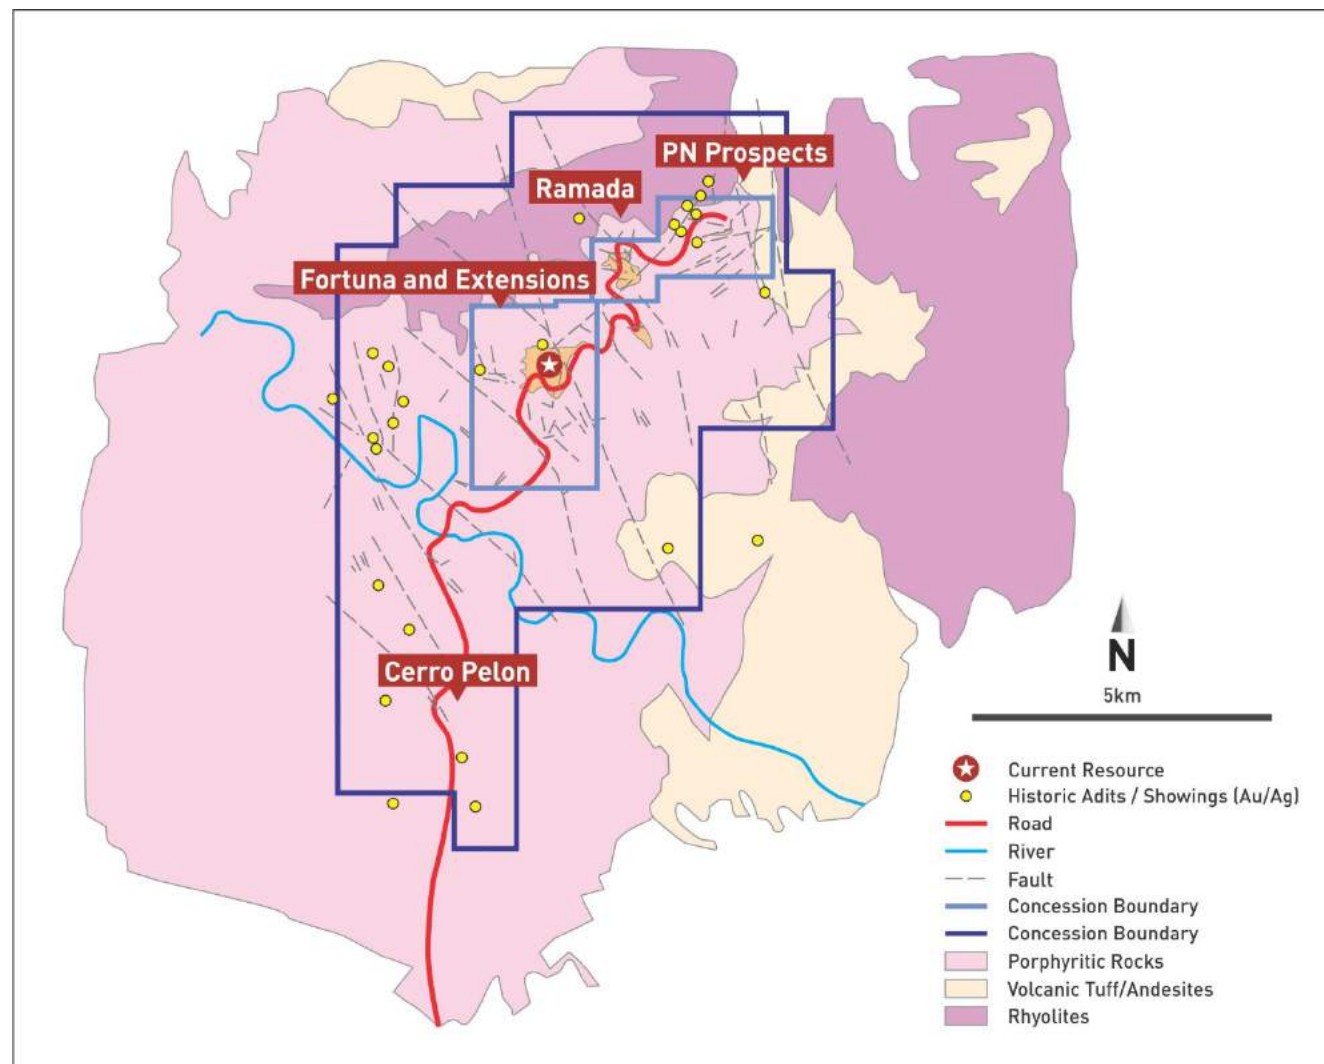 PN Prospects
Ramada
Fortuna and Extensions
Cerro Pelon
N
5km
Current Resource
Historic Adits / Showings (Au/Ag)
Road
River
Fault
Concession Boundary
Concession Boundary
Porphyritic Rocks
Volcanic Tuff/Andesites
Rhyolites